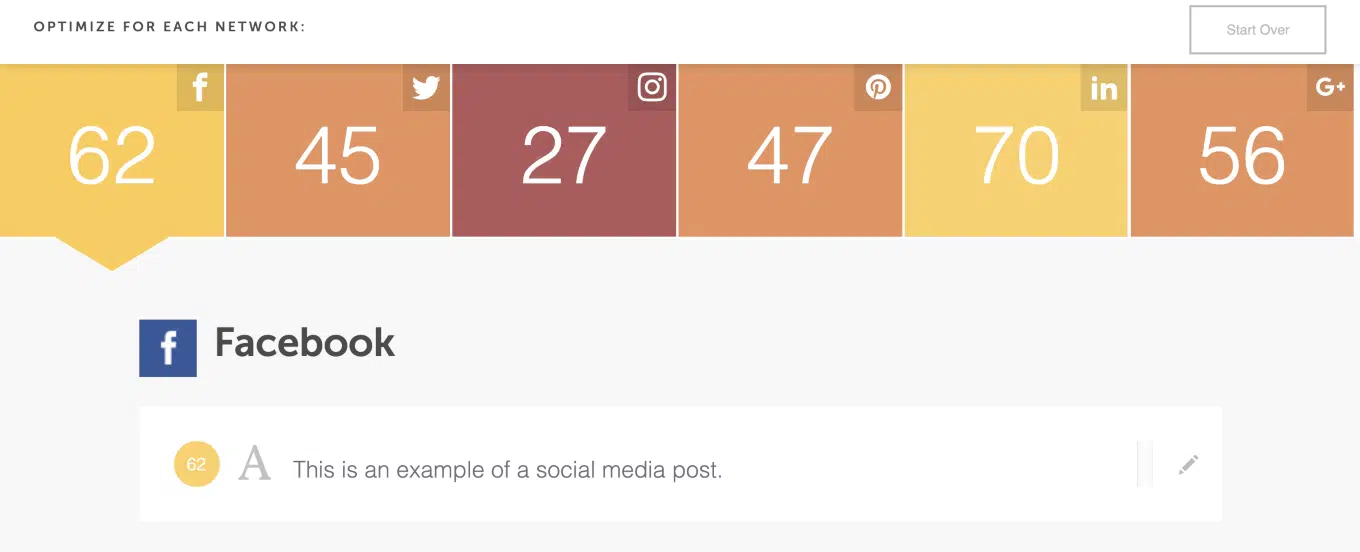 OPTIMIZE FOR EACH NETWORK:
Start Over
62
45
27
47
70
56
G+
in
Facebook
62 A This is an example of a social media post.